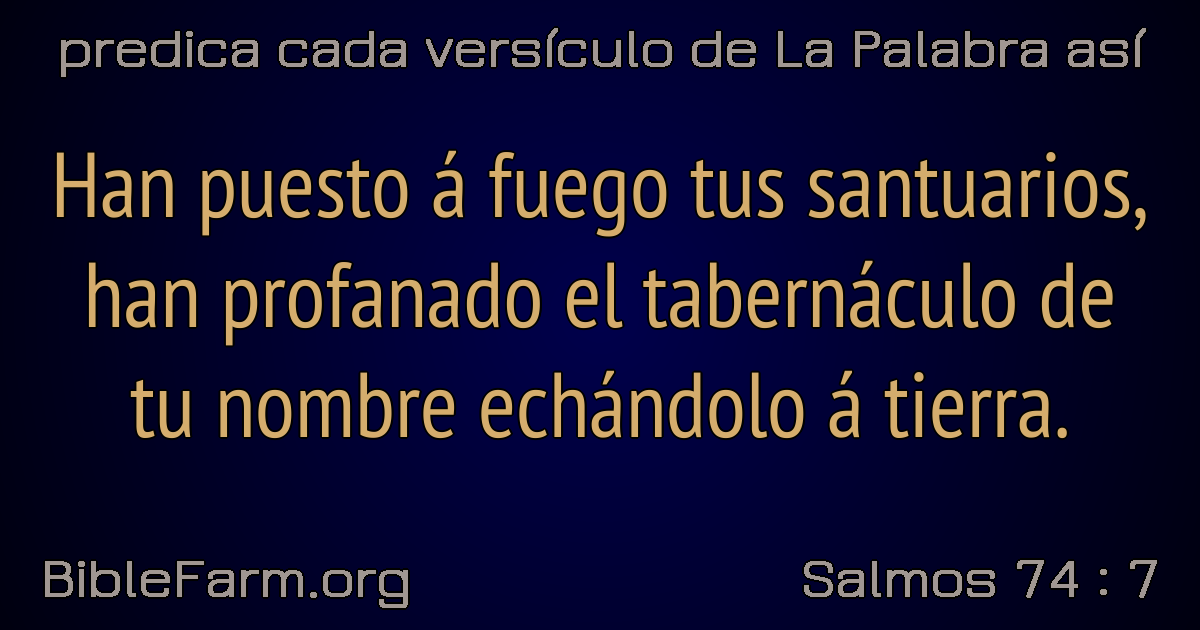 predica cada versículo de La Palabra así
Han puesto á fuego tus santuarios,
han profanado el tabernáculo de
tu nombre echándolo á tierra.
BibleFarm.org
Salmos 74 : 7